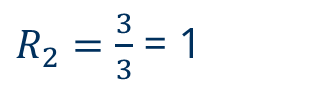 R₂ = 3/3 = 1